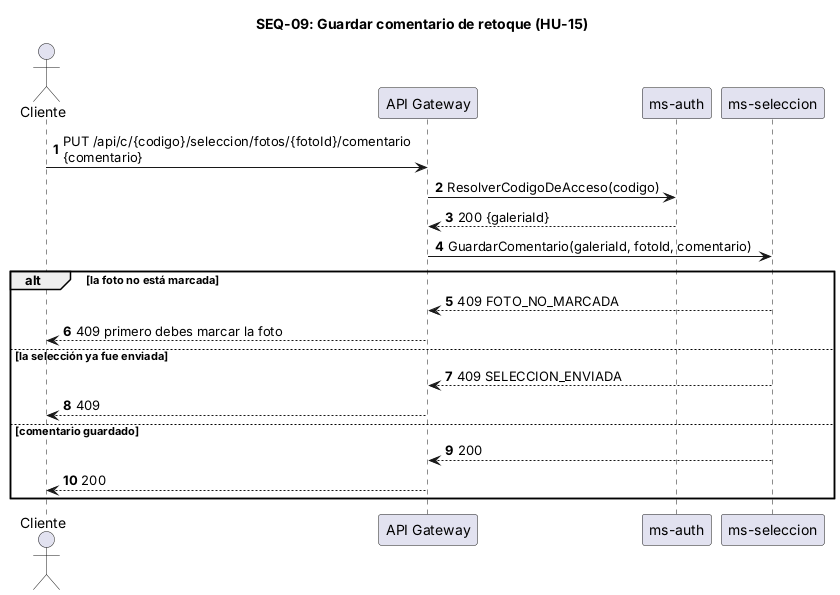 SEQ-09: Guardar comentario de retoque (HU-15)
Cliente
API Gateway
ms-auth
ms-seleccion
1 PUT /api/c/{codigo}/seleccion/fotos/{fotoId}/comentario
{comentario}
2 ResolverCodigoDeAcceso(codigo)
3 200 {galeriaId}
4 GuardarComentario(galeriaId, fotoId, comentario)
alt [la foto no está marcada]
5 409 FOTO_NO_MARCADA
6 409 primero debes marcar la foto
[la selección ya fue enviada]
7 409 SELECCION_ENVIADA
8 409
[comentario guardado]
9 200
10 200
Cliente
API Gateway
ms-auth
ms-seleccion